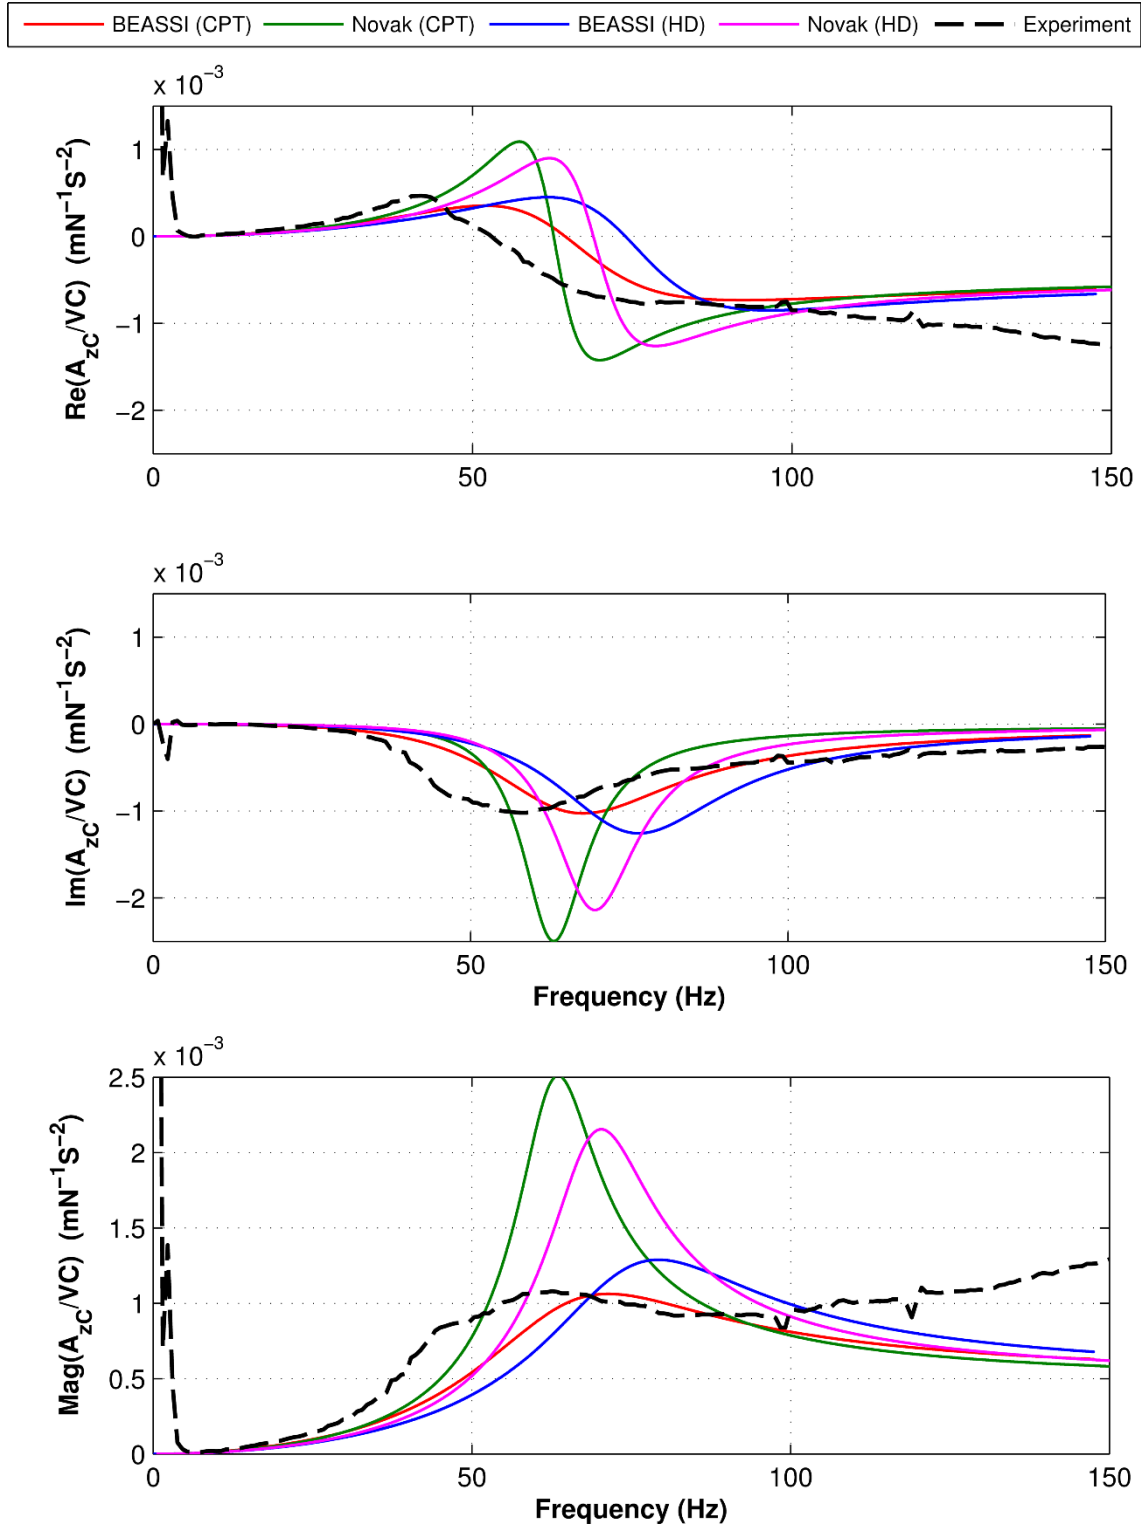 BEASSI (CPT) Novak (CPT) BEASSI (HD) Novak (HD) Experiment
x 10⁻³
Re(A_zC/VC) (mN⁻¹S⁻²)
1
0
−1
−2
0 50 100 150
x 10⁻³
Im(A_zC/VC) (mN⁻¹S⁻²)
1
0
−1
−2
0 50 100 150
Frequency (Hz)
x 10⁻³
Mag(A_zC/VC) (mN⁻¹S⁻²)
2.5
2
1.5
1
0.5
0
0 50 100 150
Frequency (Hz)